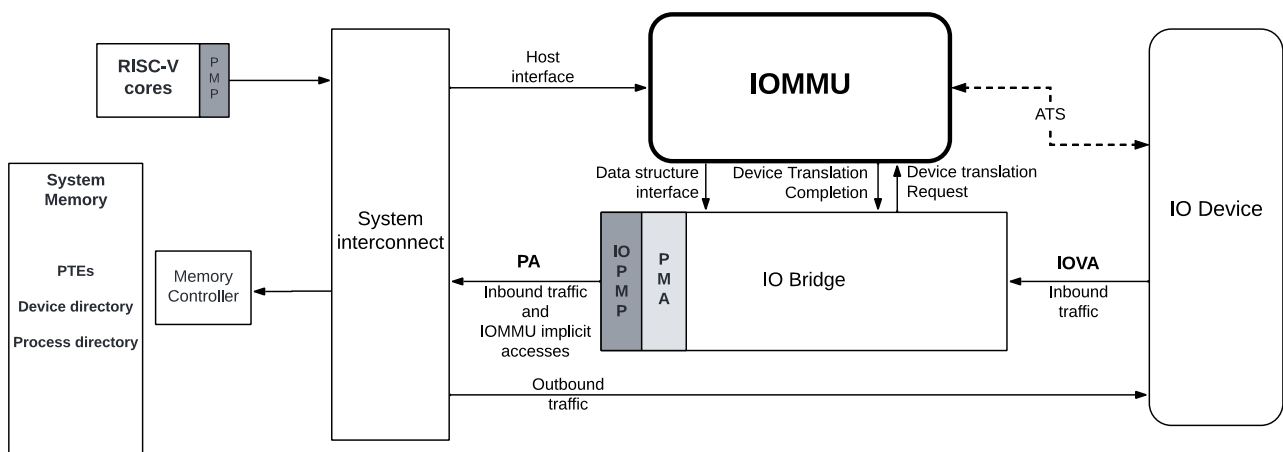 RISC-V
cores
P
M
P
Host
interface
IOMMU
ATS
System
Memory
PTEs
Device directory
Process directory
Memory
Controller
System
interconnect
Data structure
interface
Device Translation
Completion
Device translation
Request
IO Device
PA
Inbound traffic
and
IOMMU implicit
accesses
IO
P
M
P
P
M
A
IO Bridge
IOVA
Inbound
traffic
Outbound
traffic